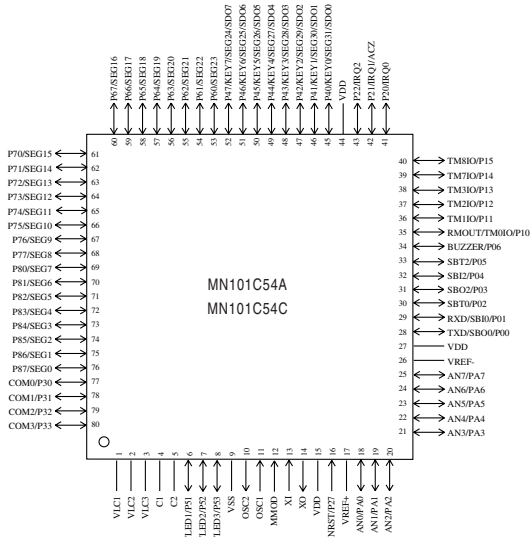 P67/SEG16
P66/SEG17
P65/SEG18
P64/SEG19
P63/SEG20
P62/SEG21
P61/SEG22
P60/SEG23
P47/KEY7/SEG24/SDO7
P46/KEY6/SEG25/SDO6
P45/KEY5/SEG26/SDO5
P44/KEY4/SEG27/SDO4
P43/KEY3/SEG28/SDO3
P42/KEY2/SEG29/SDO2
P41/KEY1/SEG30/SDO1
P40/KEY0/SEG31/SDO0
VDD
P22/IRQ2
P21/IRQ1/ACZ
P20/IRQ0
60 59 58 57 56 55 54 53 52 51 50 49 48 47 46 45 44 43 42 41
P70/SEG15 61
P71/SEG14 62
P72/SEG13 63
P73/SEG12 64
P74/SEG11 65
P75/SEG10 66
P76/SEG9 67
P77/SEG8 68
P80/SEG7 69
P81/SEG6 70
P82/SEG5 71
P83/SEG4 72
P84/SEG3 73
P85/SEG2 74
P86/SEG1 75
P87/SEG0 76
COM0/P30 77
COM1/P31 78
COM2/P32 79
COM3/P33 80
MN101C54A
MN101C54C
40 TM8IO/P15
39 TM7IO/P14
38 TM3IO/P13
37 TM2IO/P12
36 TM1IO/P11
35 RMOUT/TM0IO/P10
34 BUZZER/P06
33 SBT2/P05
32 SBI2/P04
31 SBO2/P03
30 SBT0/P02
29 RXD/SBI0/P01
28 TXD/SBO0/P00
27 VDD
26 VREF-
25 AN7/PA7
24 AN6/PA6
23 AN5/PA5
22 AN4/PA4
21 AN3/PA3
1 2 3 4 5 6 7 8 9 10 11 12 13 14 15 16 17 18 19 20
VLC1
VLC2
VLC3
C1
C2
LED1/P51
LED2/P52
LED3/P53
VSS
OSC2
OSC1
MMOD
XI
XO
VDD
NRST/P27
VREF+
AN0/PA0
AN1/PA1
AN2/PA2